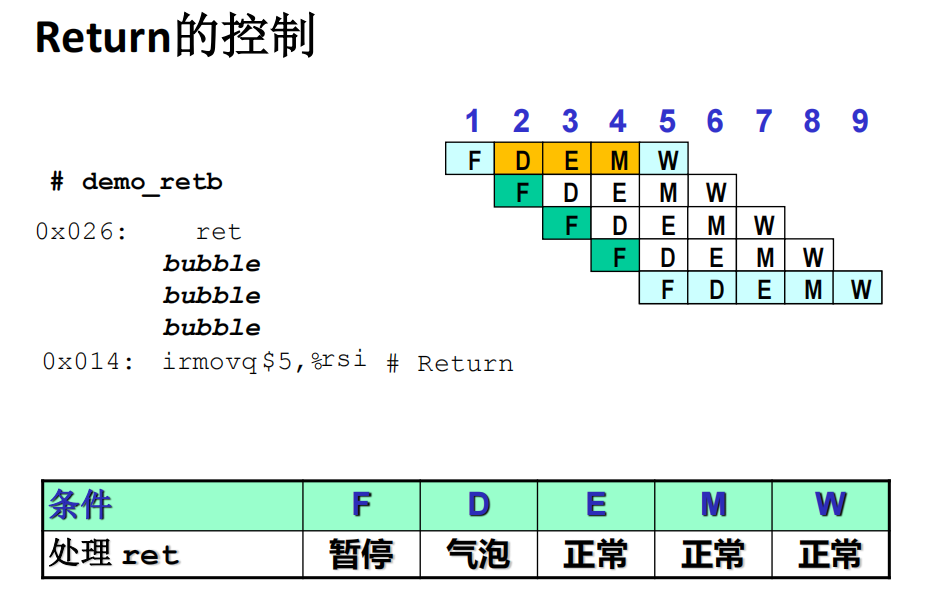 Return的控制
1 2 3 4 5 6 7 8 9
F D E M W
# demo_retb
F D E M W
0x026: ret
F D E M W
bubble
F D E M W
bubble
F D E M W
bubble
0x014: irmovq $5,%rsi # Return
条件 F D E M W
处理 ret 暂停 气泡 正常 正常 正常